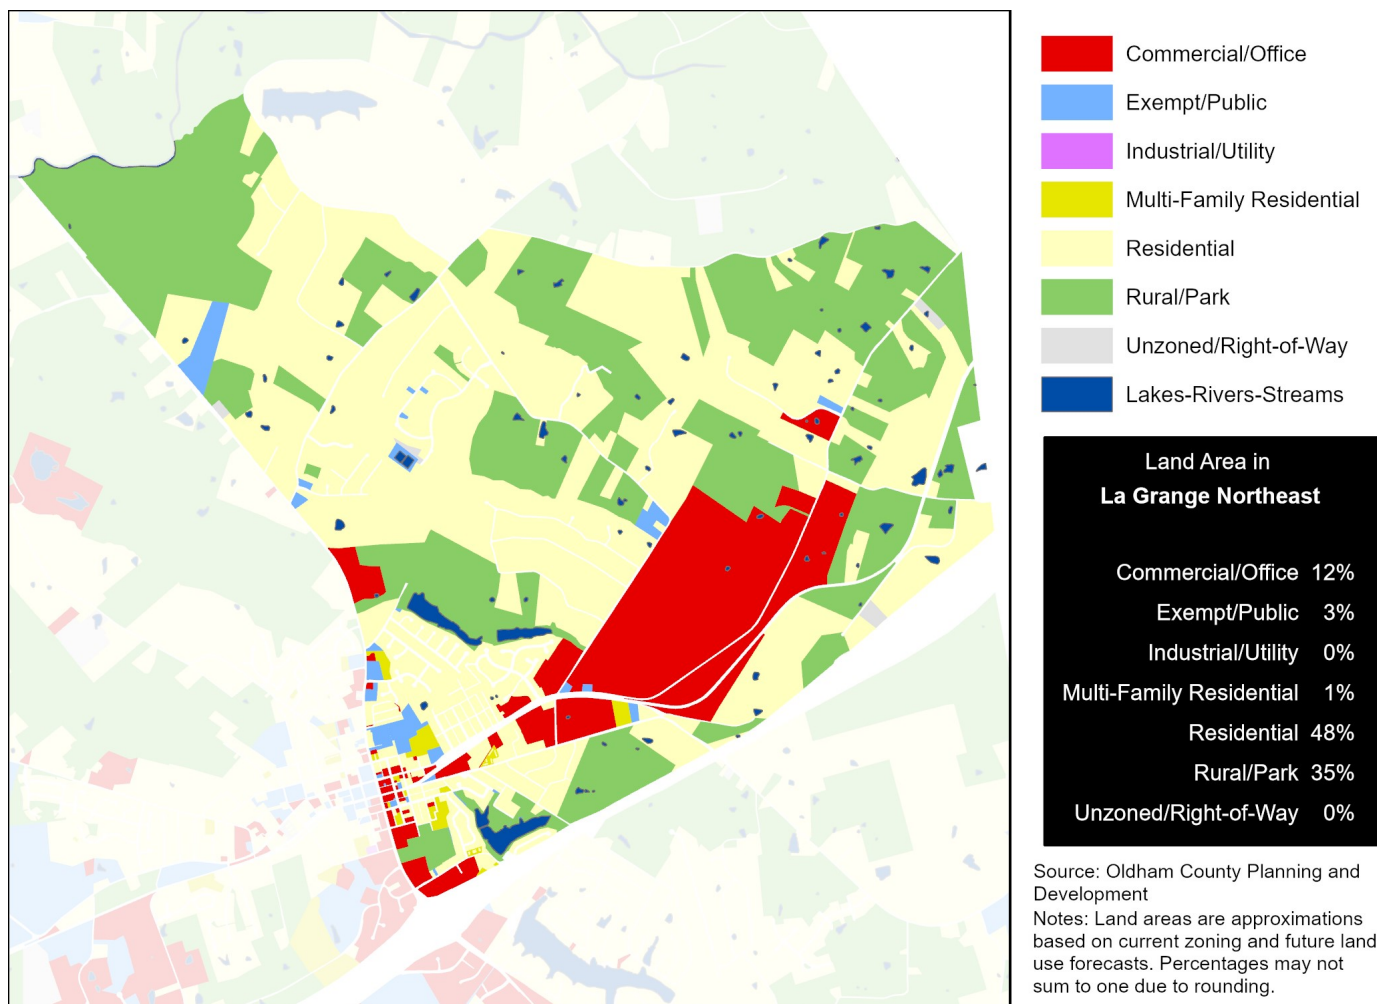 Commercial/Office
Exempt/Public
Industrial/Utility
Multi-Family Residential
Residential
Rural/Park
Unzoned/Right-of-Way
Lakes-Rivers-Streams
Land Area in
La Grange Northeast
Commercial/Office 12%
Exempt/Public 3%
Industrial/Utility 0%
Multi-Family Residential 1%
Residential 48%
Rural/Park 35%
Unzoned/Right-of-Way 0%
Source: Oldham County Planning and
Development
Notes: Land areas are approximations
based on current zoning and future land
use forecasts. Percentages may not
sum to one due to rounding.